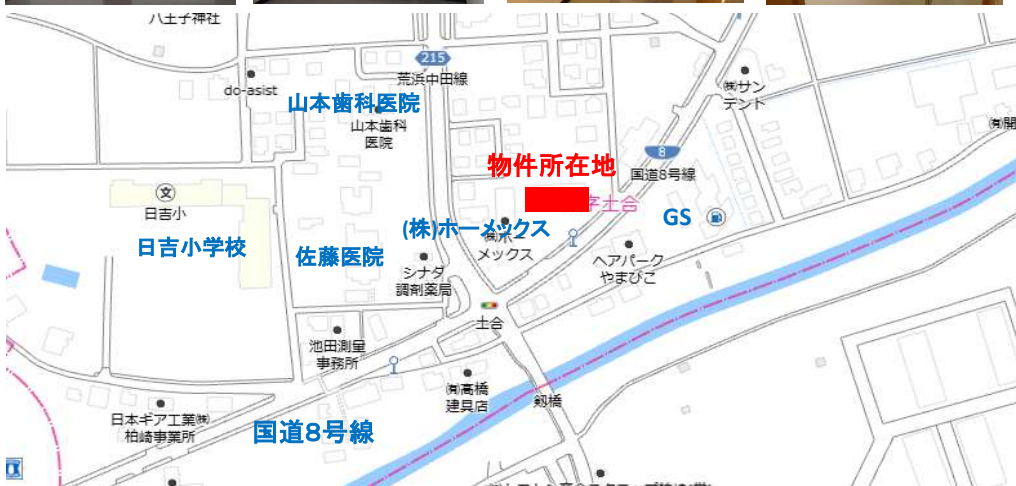 八王子神社
215
荒浜中田線
do-asist
山本歯科医院
山本歯科
医院
㈱サン
デント
㈲開
8
国道8号線
物件所在地
字土合
GS
文
日吉小
日吉小学校
佐藤医院
(株)ホーメックス
㈱ホー
メックス
シナダ
調剤薬局
ヘアパーク
やまびこ
土合
池田測量
事務所
㈲高橋
建具店
剱橋
日本ギア工業㈱
柏崎事業所
国道8号線